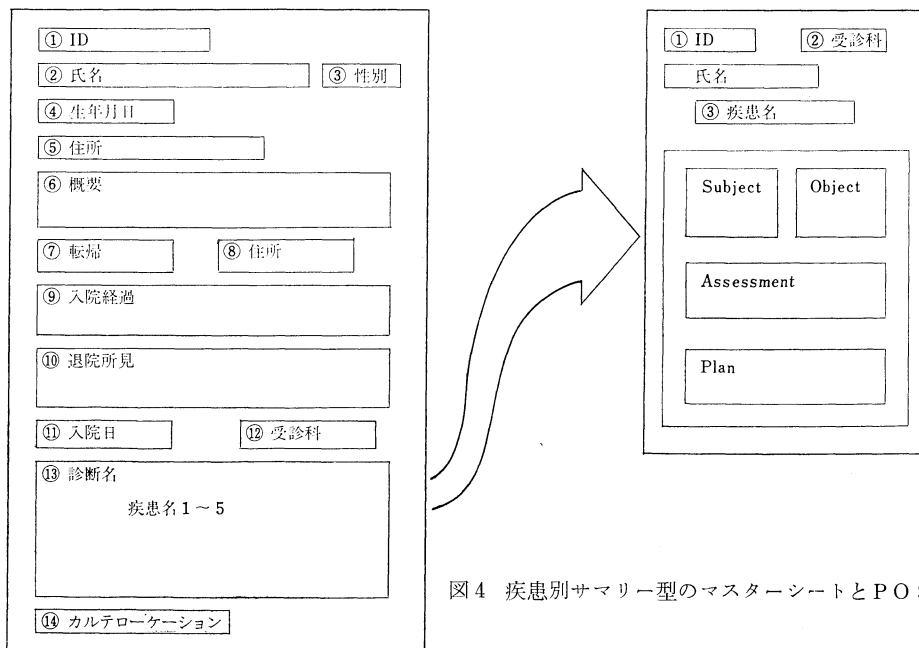 ① ID
② 氏名
③ 性別
④ 生年月日
⑤ 住所
⑥ 概要
⑦ 転帰
⑧ 住所
⑨ 入院経過
⑩ 退院所見
⑪ 入院日
⑫ 受診科
⑬ 診断名
疾患名1～5
⑭ カルテローケーション
① ID
② 受診科
氏名
③ 疾患名
Subject
Object
Assessment
Plan
図4 疾患別サマリー型のマスターシートとPO